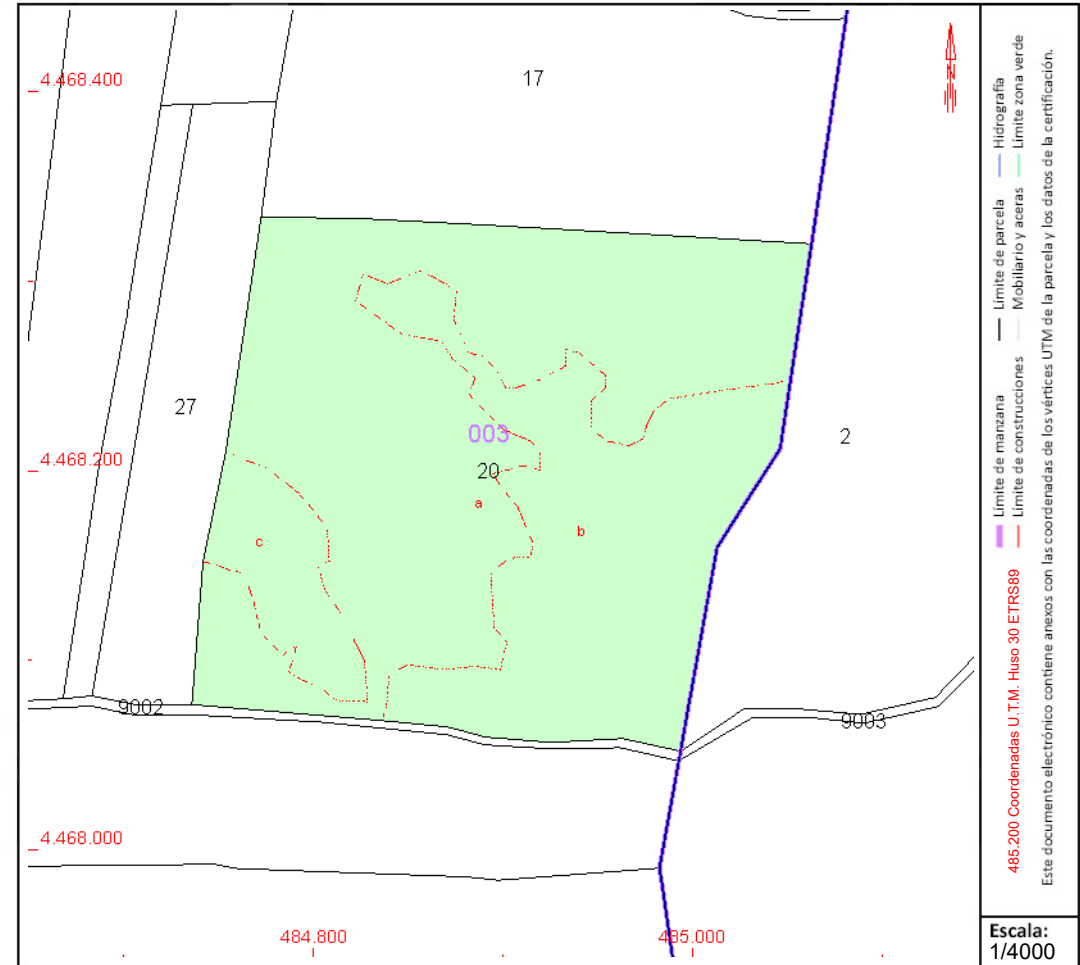 4.468.400
17
N
27
003
2
4.468.200
20
a
b
c
9002
9003
4.468.000
484.800
485.000
Límite de manzana
Límite de parcela
Hidrografía
Límite de construcciones
Mobiliario y aceras
Límite zona verde
485.200 Coordenadas U.T.M. Huso 30 ETRS89
Este documento electrónico contiene anexos con las coordenadas de los vértices UTM de la parcela y los datos de la certificación.
Escala:
1/4000